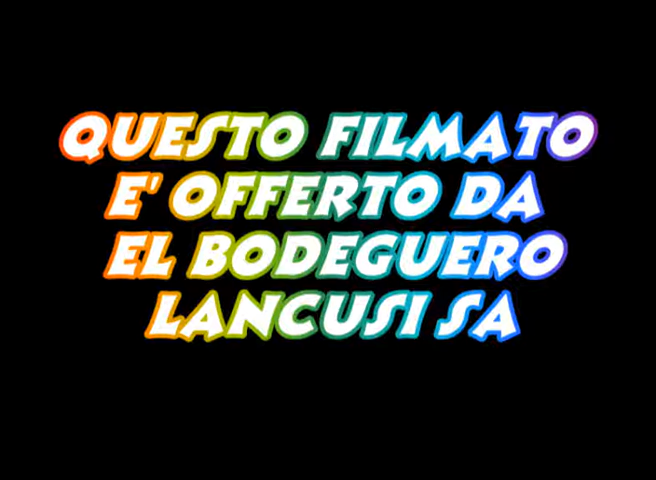 QUESTO FILMATO
E' OFFERTO DA
EL BODEGUERO
LANCUSI SA